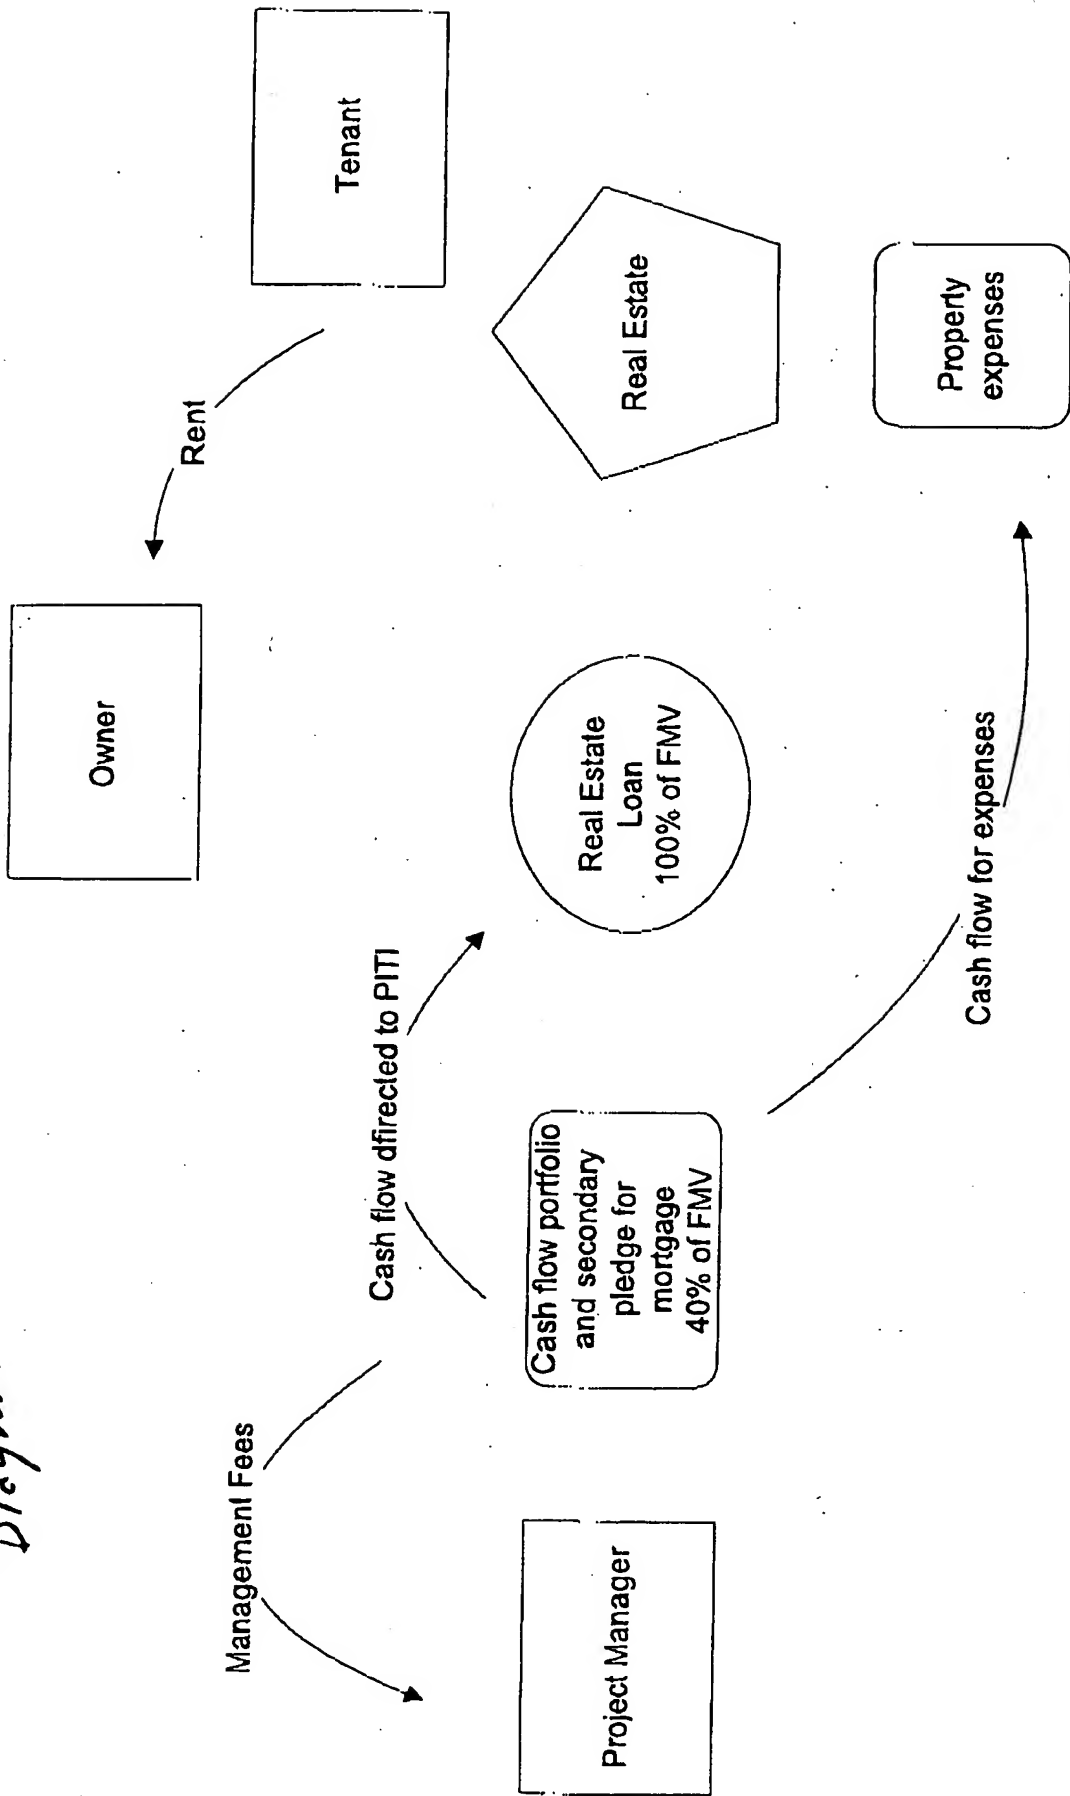 Owner
Rent
Tenant
Management Fees
Cash flow dfirected to PITI
Project Manager
Cash flow portfolio
and secondary
pledge for
mortgage
40% of FMV
Real Estate
Loan
100% of FMV
Real Estate
Cash flow for expenses
Property
expenses